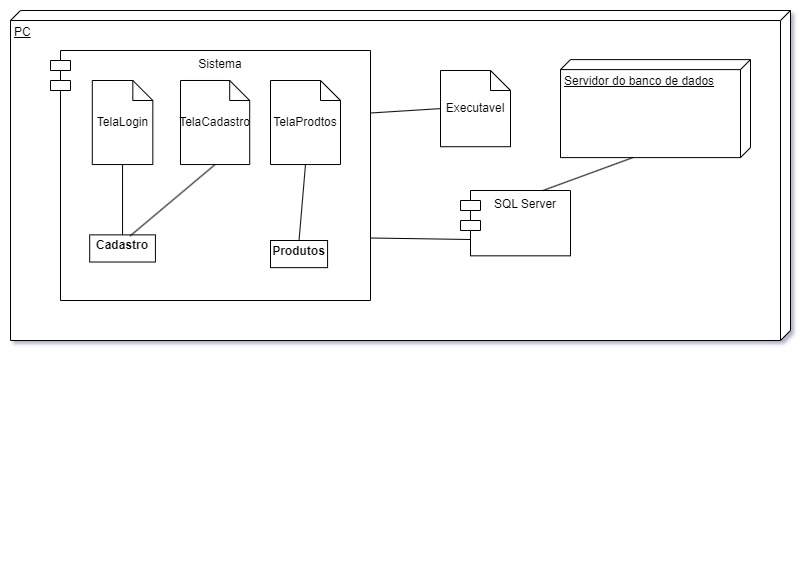 PC
Sistema
TelaLogin
TelaCadastro
TelaProdtos
Executavel
Servidor do banco de dados
SQL Server
Cadastro
Produtos